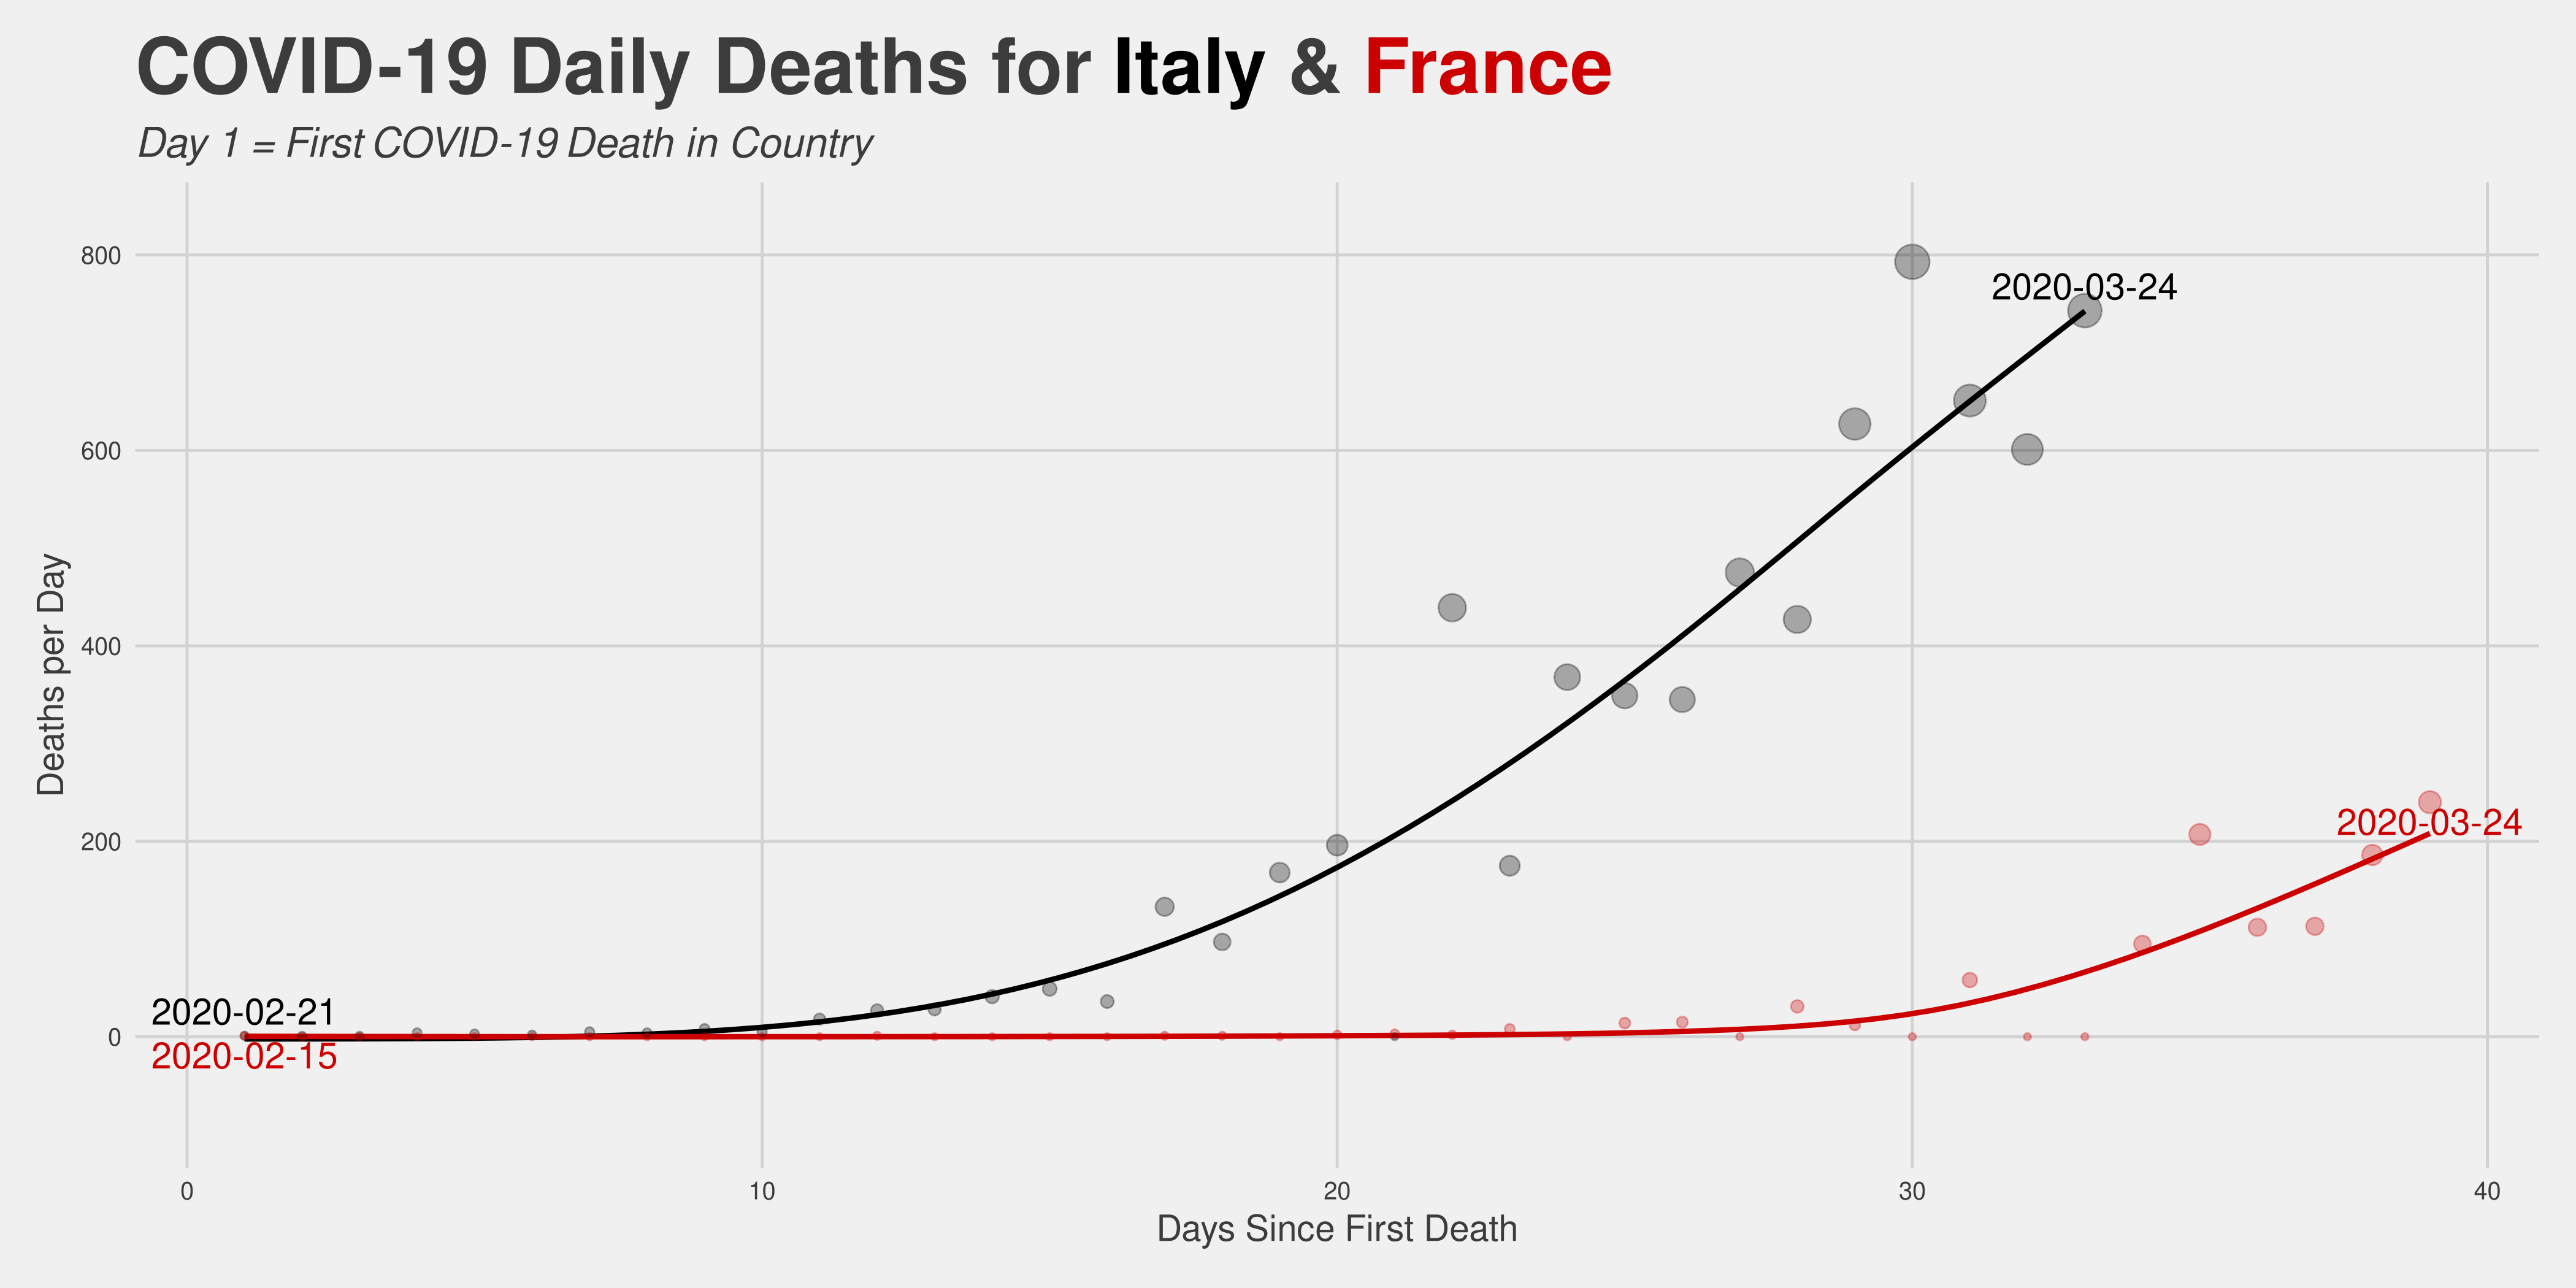 COVID-19 Daily Deaths for Italy & France
Day 1 = First COVID-19 Death in Country
800
600
400
200
0
Deaths per Day
2020-03-24
2020-03-24
2020-02-21
2020-02-15
0 10 20 30 40
Days Since First Death